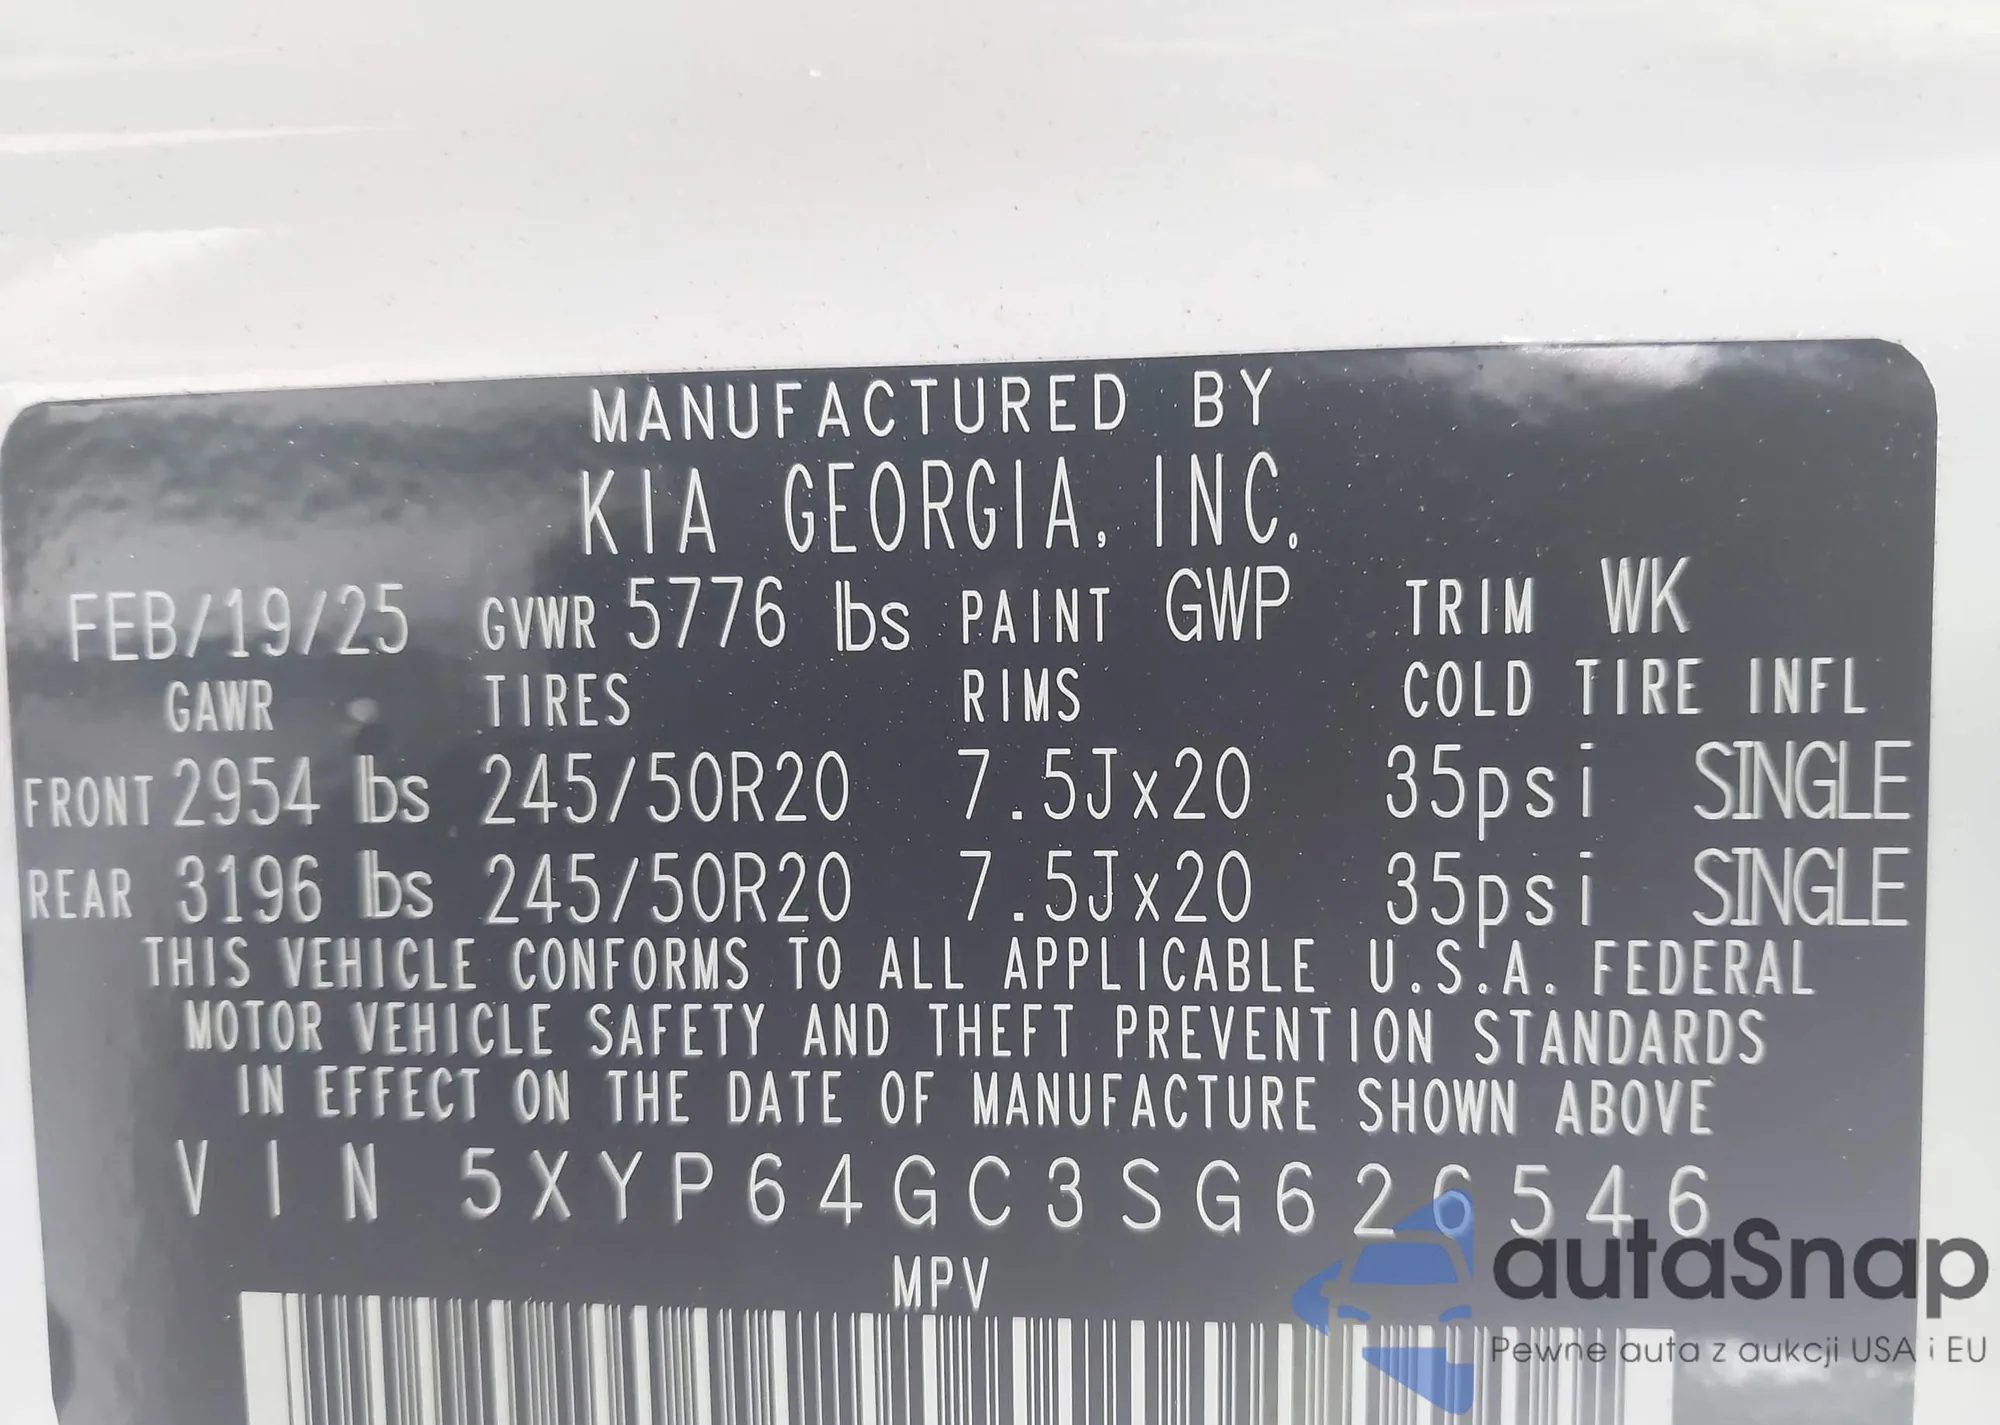 MANUFACTURED BY
KIA GEORGIA, INC.
FEB/19/25 GVWR 5776 lbs PAINT GWP TRIM WK
GAWR TIRES RIMS COLD TIRE INFL
FRONT 2954 lbs 245/50R20 7.5Jx20 35psi SINGLE
REAR 3196 lbs 245/50R20 7.5Jx20 35psi SINGLE
THIS VEHICLE CONFORMS TO ALL APPLICABLE U.S.A. FEDERAL
MOTOR VEHICLE SAFETY AND THEFT PREVENTION STANDARDS
IN EFFECT ON THE DATE OF MANUFACTURE SHOWN ABOVE
VIN 5XYP64GC3SG626546
MPV
autaSnap
Pewne auta z aukcji USA i EU